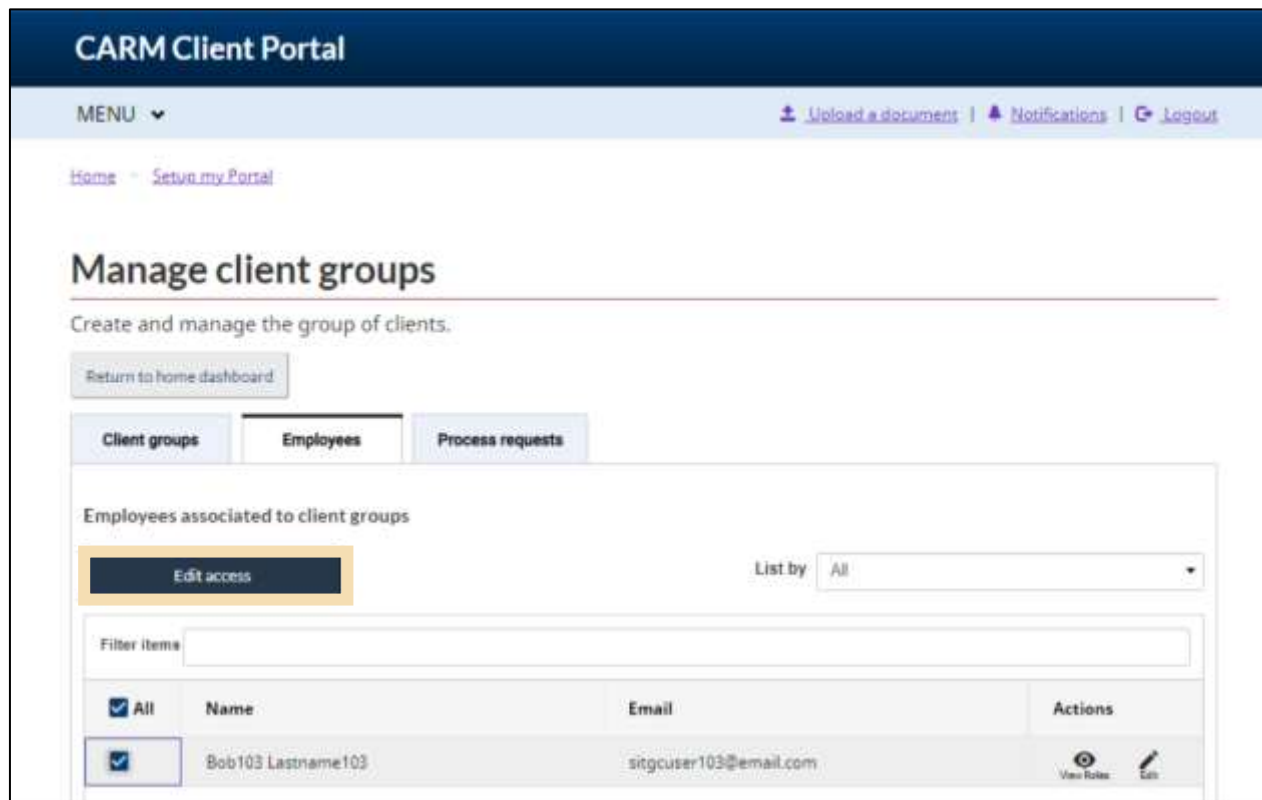 CARM Client Portal
MENU Upload a document | Notifications | Logout
Home Setup my Portal
Manage client groups
Create and manage the group of clients.
Return to home dashboard
Client groups Employees Process requests
Employees associated to client groups
Edit access List by All
Filter items
All Name Email Actions
Bob103 Lastname103 sitgcuser103@email.com View Roles Edit